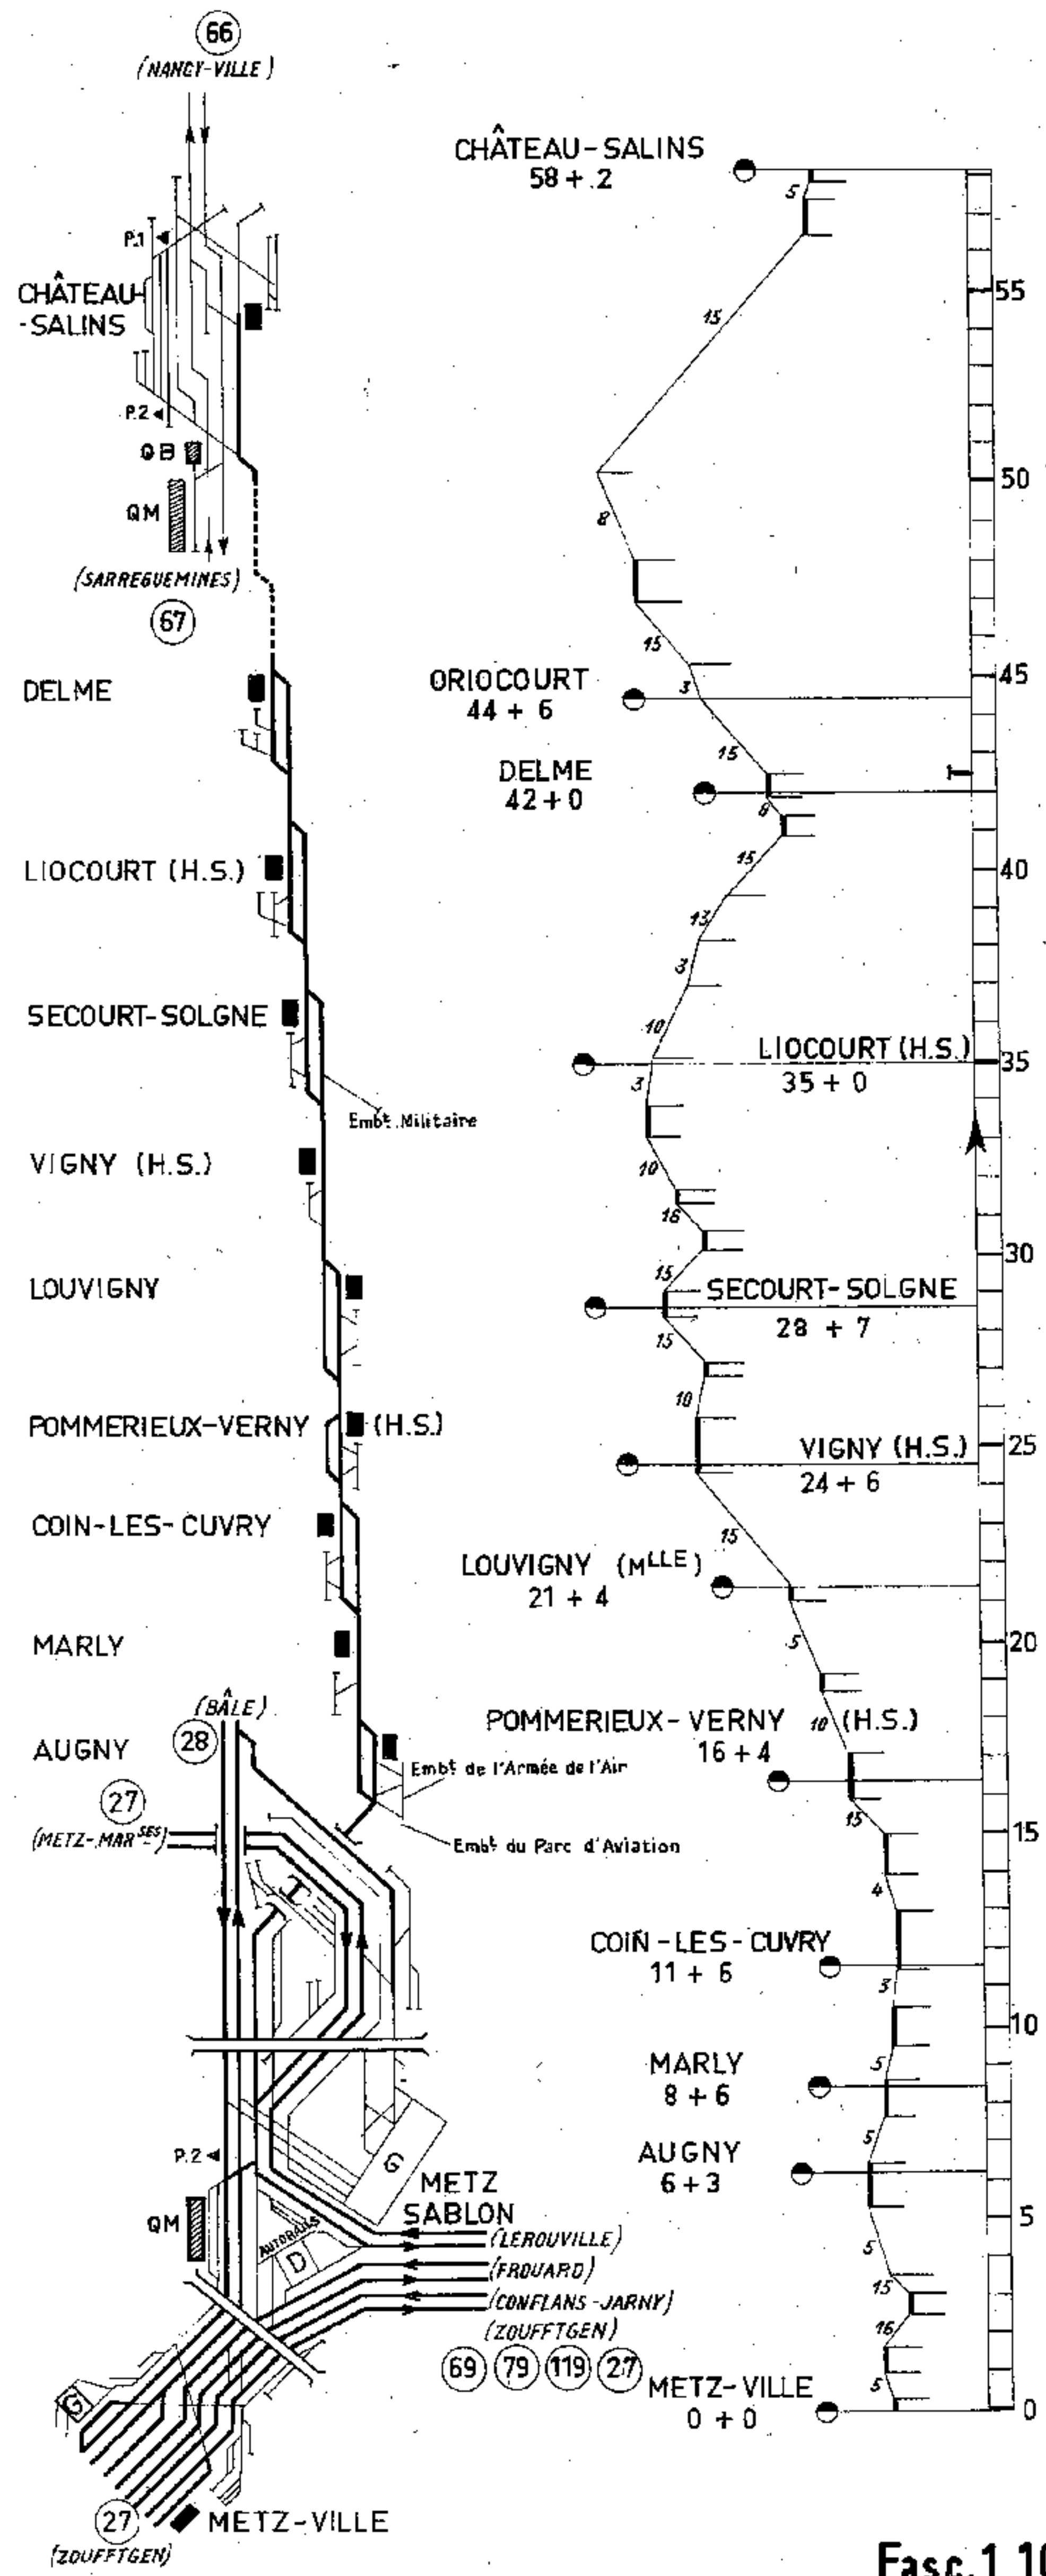 66
(NANCY-VILLE)
P.1
CHÂTEAU-
-SALINS
P.2
QB
QM
(SARREGUEMINES)
67
DELME
LIOCOURT (H.S.)
SECOURT-SOLGNE
Embt. Militaire
VIGNY (H.S.)
LOUVIGNY
POMMERIEUX-VERNY (H.S.)
COIN-LES-CUVRY
MARLY
(BÂLE)
28
AUGNY
27
(METZ-MAR SES)
Embt de l'Armée de l'Air
Embt du Parc d'Aviation
P.2
QM
G
METZ
SABLON
AUTORAILS
D
(LEROUVILLE)
(FROUARD)
(CONFLANS-JARNY)
(ZOUFFTGEN)
69 79 119 27
G
27
(ZOUFFTGEN)
METZ-VILLE
CHÂTEAU-SALINS
58 + .2
5
15
55
50
8
15
45
ORIOCOURT
44 + 6
3
15
DELME
42 + 0
8
15
40
13
3
10
LIOCOURT (H.S.)
35 + 0
35
3
10
16
30
15
SECOURT-SOLGNE
28 + 7
15
10
25
VIGNY (H.S.)
24 + 6
15
LOUVIGNY (MLLE)
21 + 4
5
20
POMMERIEUX-VERNY 10 (H.S.)
16 + 4
15
15
4
COIN-LES-CUVRY
11 + 6
3
10
5
MARLY
8 + 6
5
AUGNY
6 + 3
5
5
15
16
5
METZ-VILLE
0 + 0
0
Fasc.1